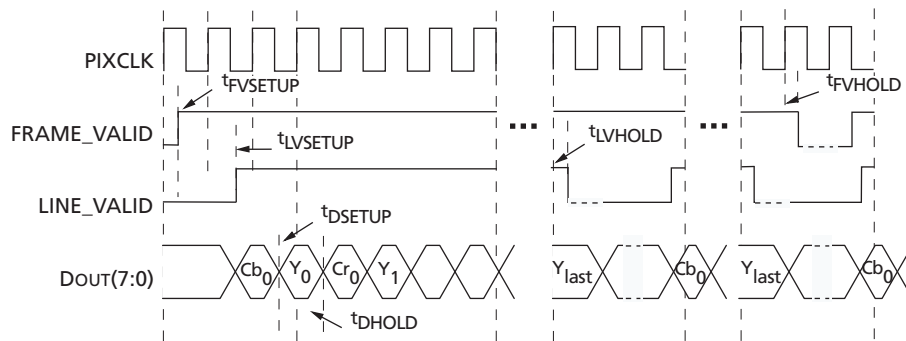 PIXCLK
tFVSETUP
tFVHOLD
FRAME_VALID
...
...
tLVSETUP
tLVHOLD
LINE_VALID
tDSETUP
DOUT(7:0)
Cb0 Y0 Cr0 Y1 Ylast Cb0 Ylast Cb0
tDHOLD